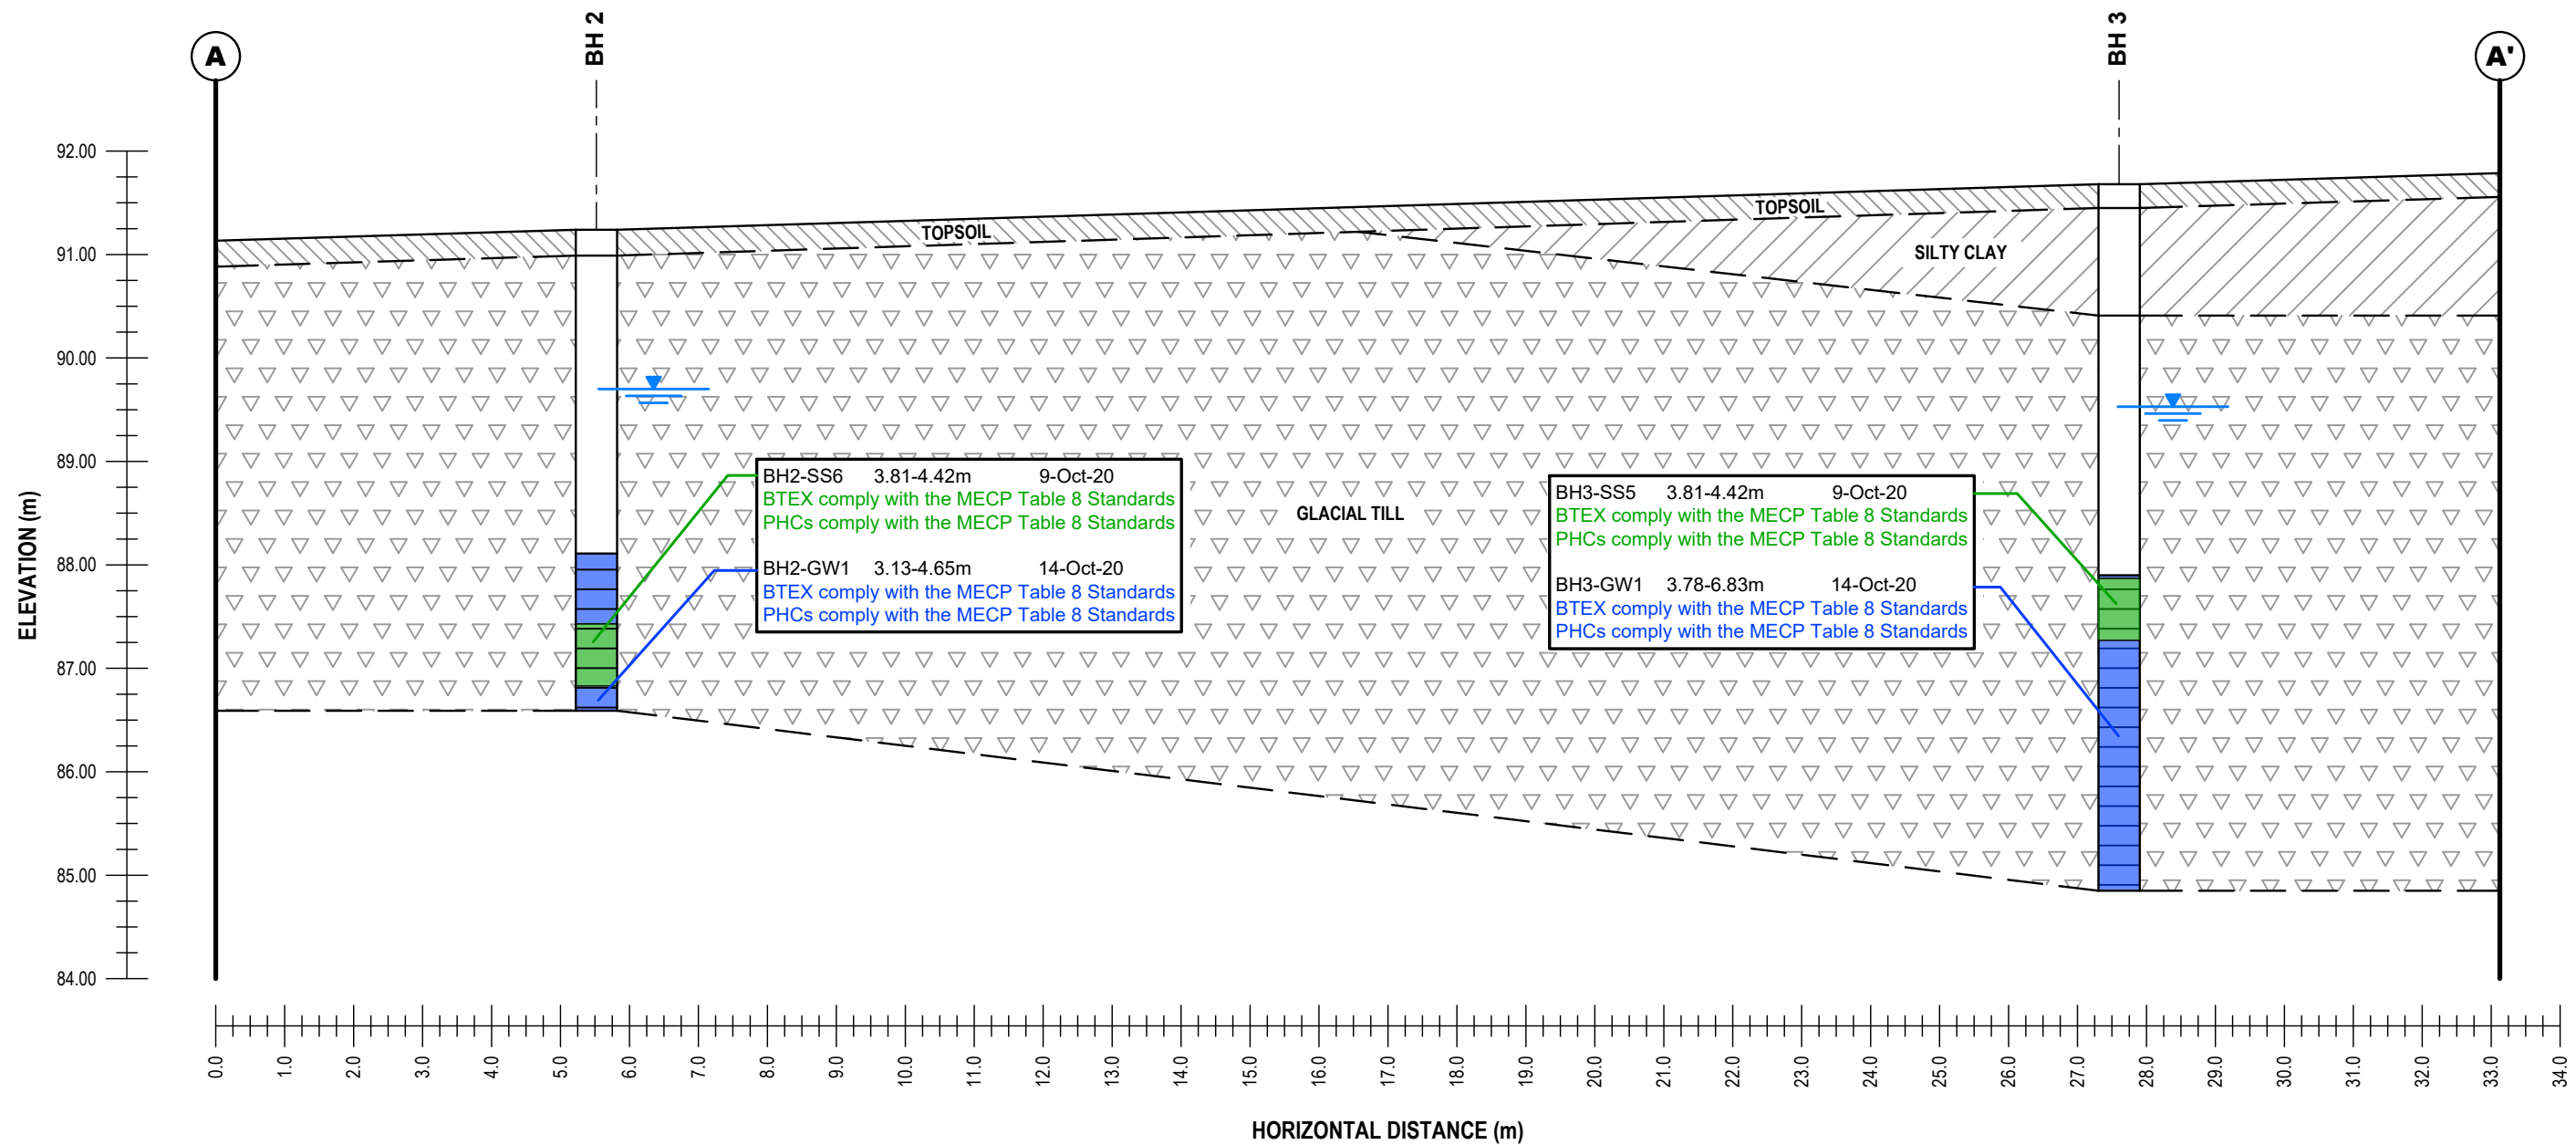 A
BH 2
BH 3
A'
92.00
91.00
90.00
89.00
88.00
87.00
86.00
85.00
84.00
ELEVATION (m)
TOPSOIL
TOPSOIL
SILTY CLAY
GLACIAL TILL
BH2-SS6 3.81-4.42m 9-Oct-20
BTEX comply with the MECP Table 8 Standards
PHCs comply with the MECP Table 8 Standards
BH2-GW1 3.13-4.65m 14-Oct-20
BTEX comply with the MECP Table 8 Standards
PHCs comply with the MECP Table 8 Standards
BH3-SS5 3.81-4.42m 9-Oct-20
BTEX comply with the MECP Table 8 Standards
PHCs comply with the MECP Table 8 Standards
BH3-GW1 3.78-6.83m 14-Oct-20
BTEX comply with the MECP Table 8 Standards
PHCs comply with the MECP Table 8 Standards
0.0 1.0 2.0 3.0 4.0 5.0 6.0 7.0 8.0 9.0 10.0 11.0 12.0 13.0 14.0 15.0 16.0 17.0 18.0 19.0 20.0 21.0 22.0 23.0 24.0 25.0 26.0 27.0 28.0 29.0 30.0 31.0 32.0 33.0 34.0
HORIZONTAL DISTANCE (m)